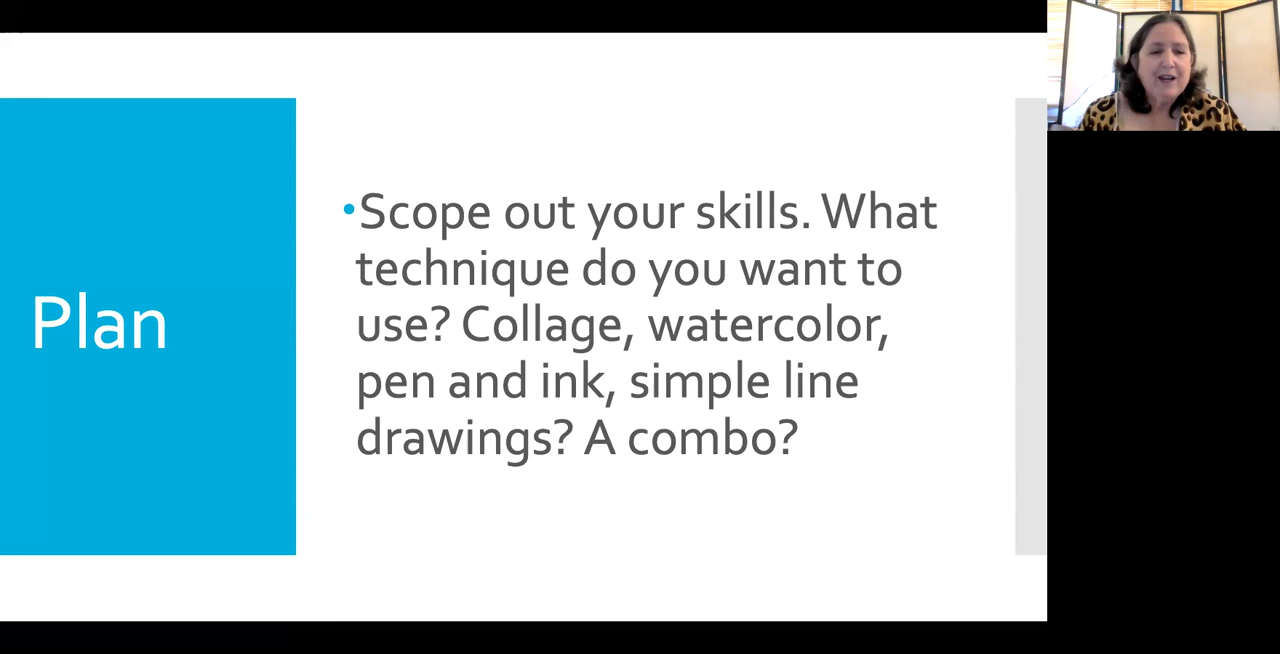 Plan
•Scope out your skills. What
technique do you want to
use? Collage, watercolor,
pen and ink, simple line
drawings? A combo?